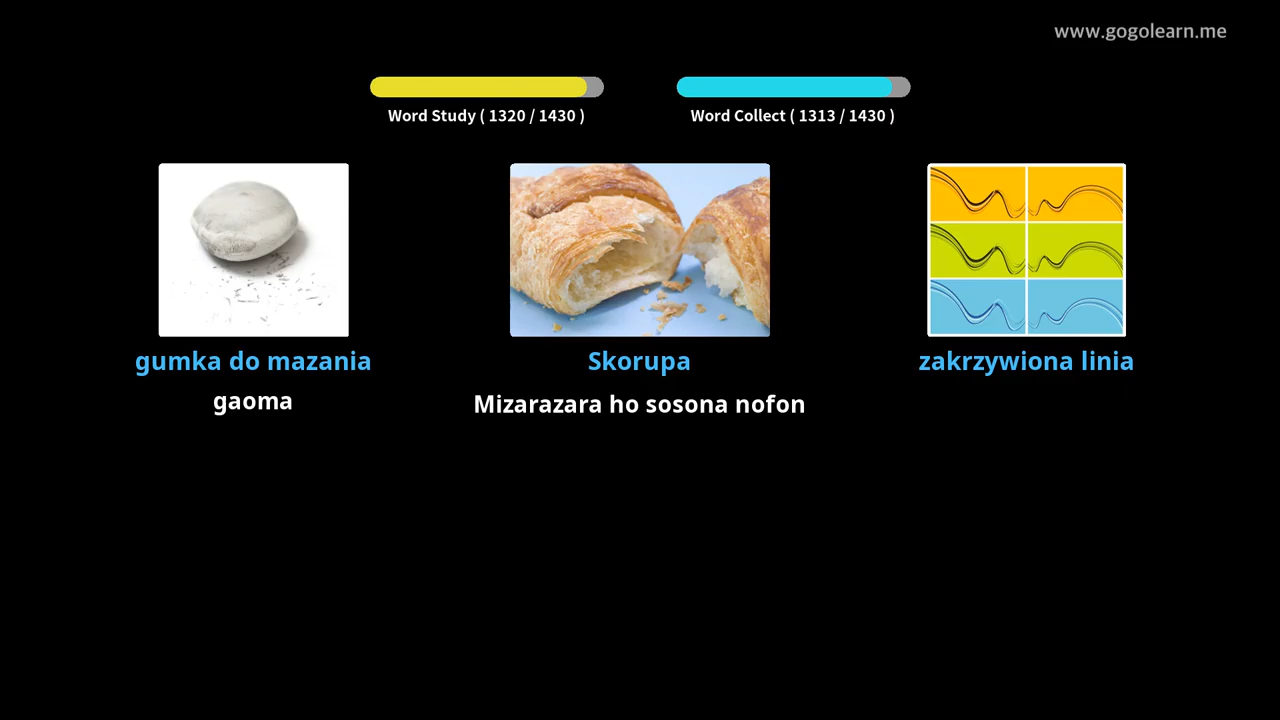 www.gogolearn.me
Word Study ( 1320 / 1430 )
Word Collect ( 1313 / 1430 )
gumka do mazania
Skorupa
zakrzywiona linia
gaoma
Mizarazara ho sosona nofon